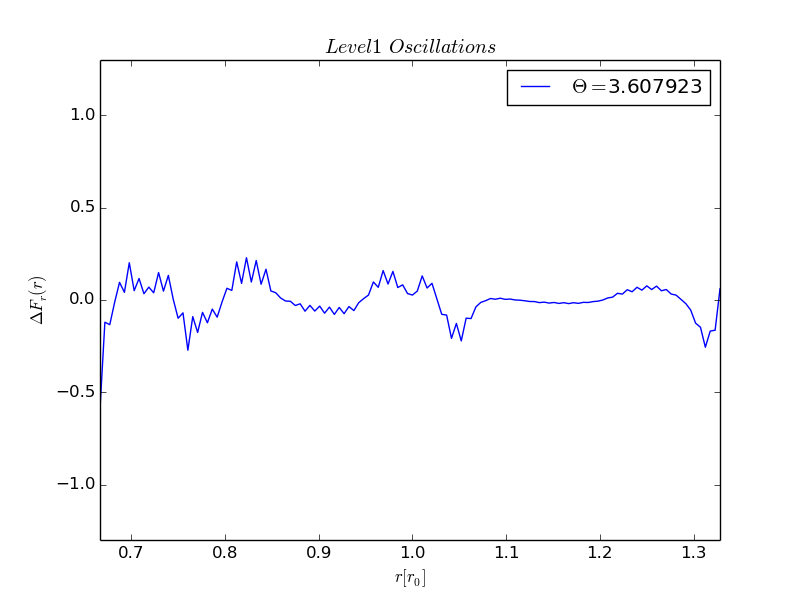 Level1 Oscillations
Θ =3.607923
1.0
0.5
0.0
−0.5
−1.0
ΔF_r(r)
0.7 0.8 0.9 1.0 1.1 1.2 1.3
r[r_0]